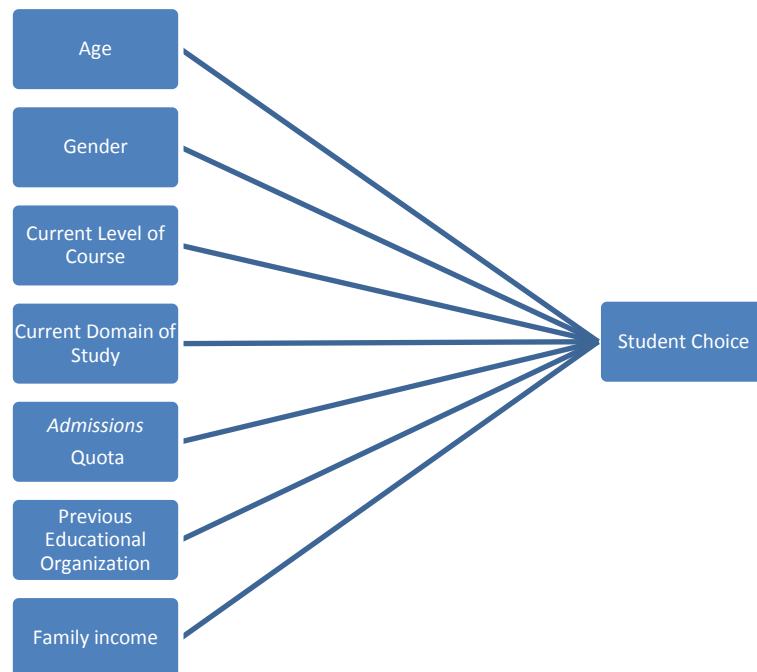 Age
Gender
Current Level of
Course
Current Domain of
Study
Student Choice
Admissions
Quota
Previous
Educational
Organization
Family income